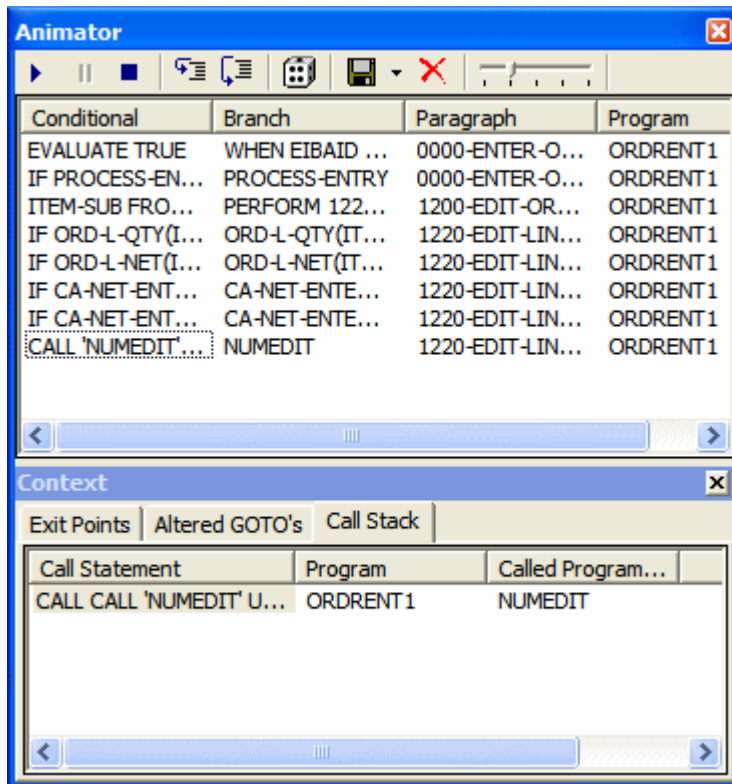 Animator
Conditional Branch Paragraph Program
EVALUATE TRUE WHEN EIBAID ... 0000-ENTER-O... ORDRENT1
IF PROCESS-EN... PROCESS-ENTRY 0000-ENTER-O... ORDRENT1
ITEM-SUB FRO... PERFORM 122... 1200-EDIT-OR... ORDRENT1
IF ORD-L-QTY(I... ORD-L-QTY(IT... 1220-EDIT-LIN... ORDRENT1
IF ORD-L-NET(I... ORD-L-NET(IT... 1220-EDIT-LIN... ORDRENT1
IF CA-NET-ENT... CA-NET-ENTE... 1220-EDIT-LIN... ORDRENT1
IF CA-NET-ENT... CA-NET-ENTE... 1220-EDIT-LIN... ORDRENT1
CALL 'NUMEDIT'... NUMEDIT 1220-EDIT-LIN... ORDRENT1
Context
Exit Points Altered GOTO's Call Stack
Call Statement Program Called Program...
CALL CALL 'NUMEDIT' U... ORDRENT1 NUMEDIT